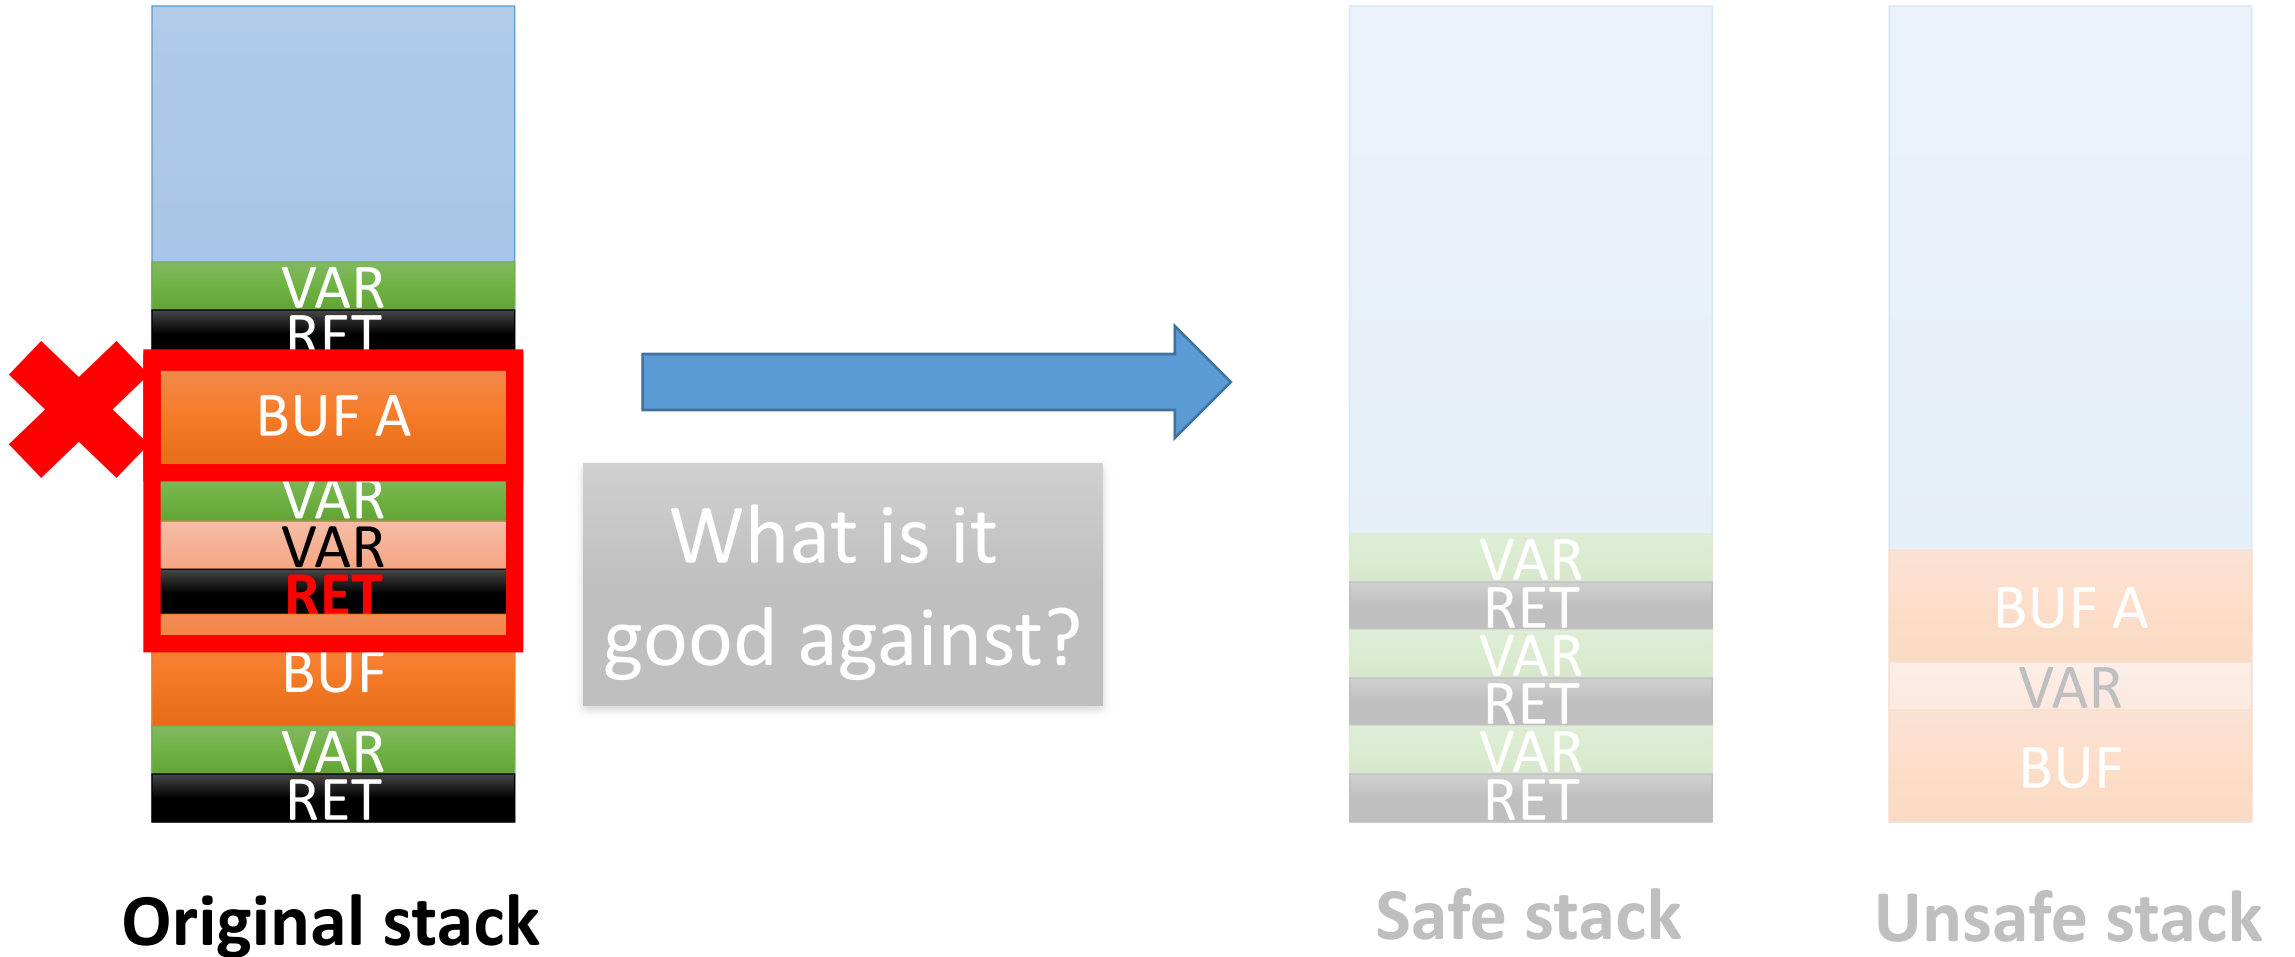 VAR
RET
BUF A
VAR
VAR
RET
BUF
VAR
RET
Original stack
What is it
good against?
VAR
RET
VAR
RET
VAR
RET
Safe stack
BUF A
VAR
BUF
Unsafe stack